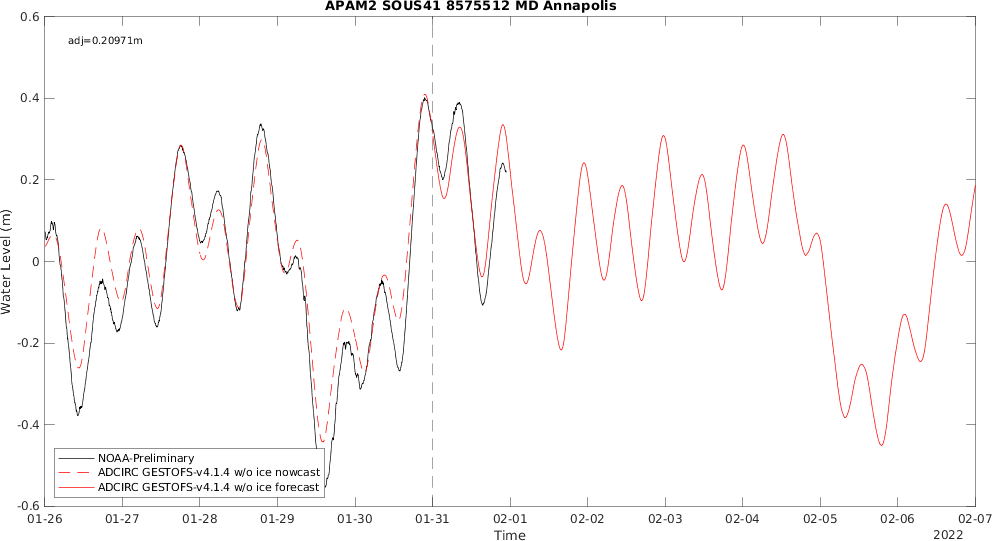 APAM2 SOUS41 8575512 MD Annapolis
adj=0.20971m
0.6
0.4
0.2
0
-0.2
-0.4
-0.6
Water Level (m)
NOAA-Preliminary
ADCIRC GESTOFS-v4.1.4 w/o ice nowcast
ADCIRC GESTOFS-v4.1.4 w/o ice forecast
01-26 01-27 01-28 01-29 01-30 01-31 02-01 02-02 02-03 02-04 02-05 02-06 02-07
Time
2022